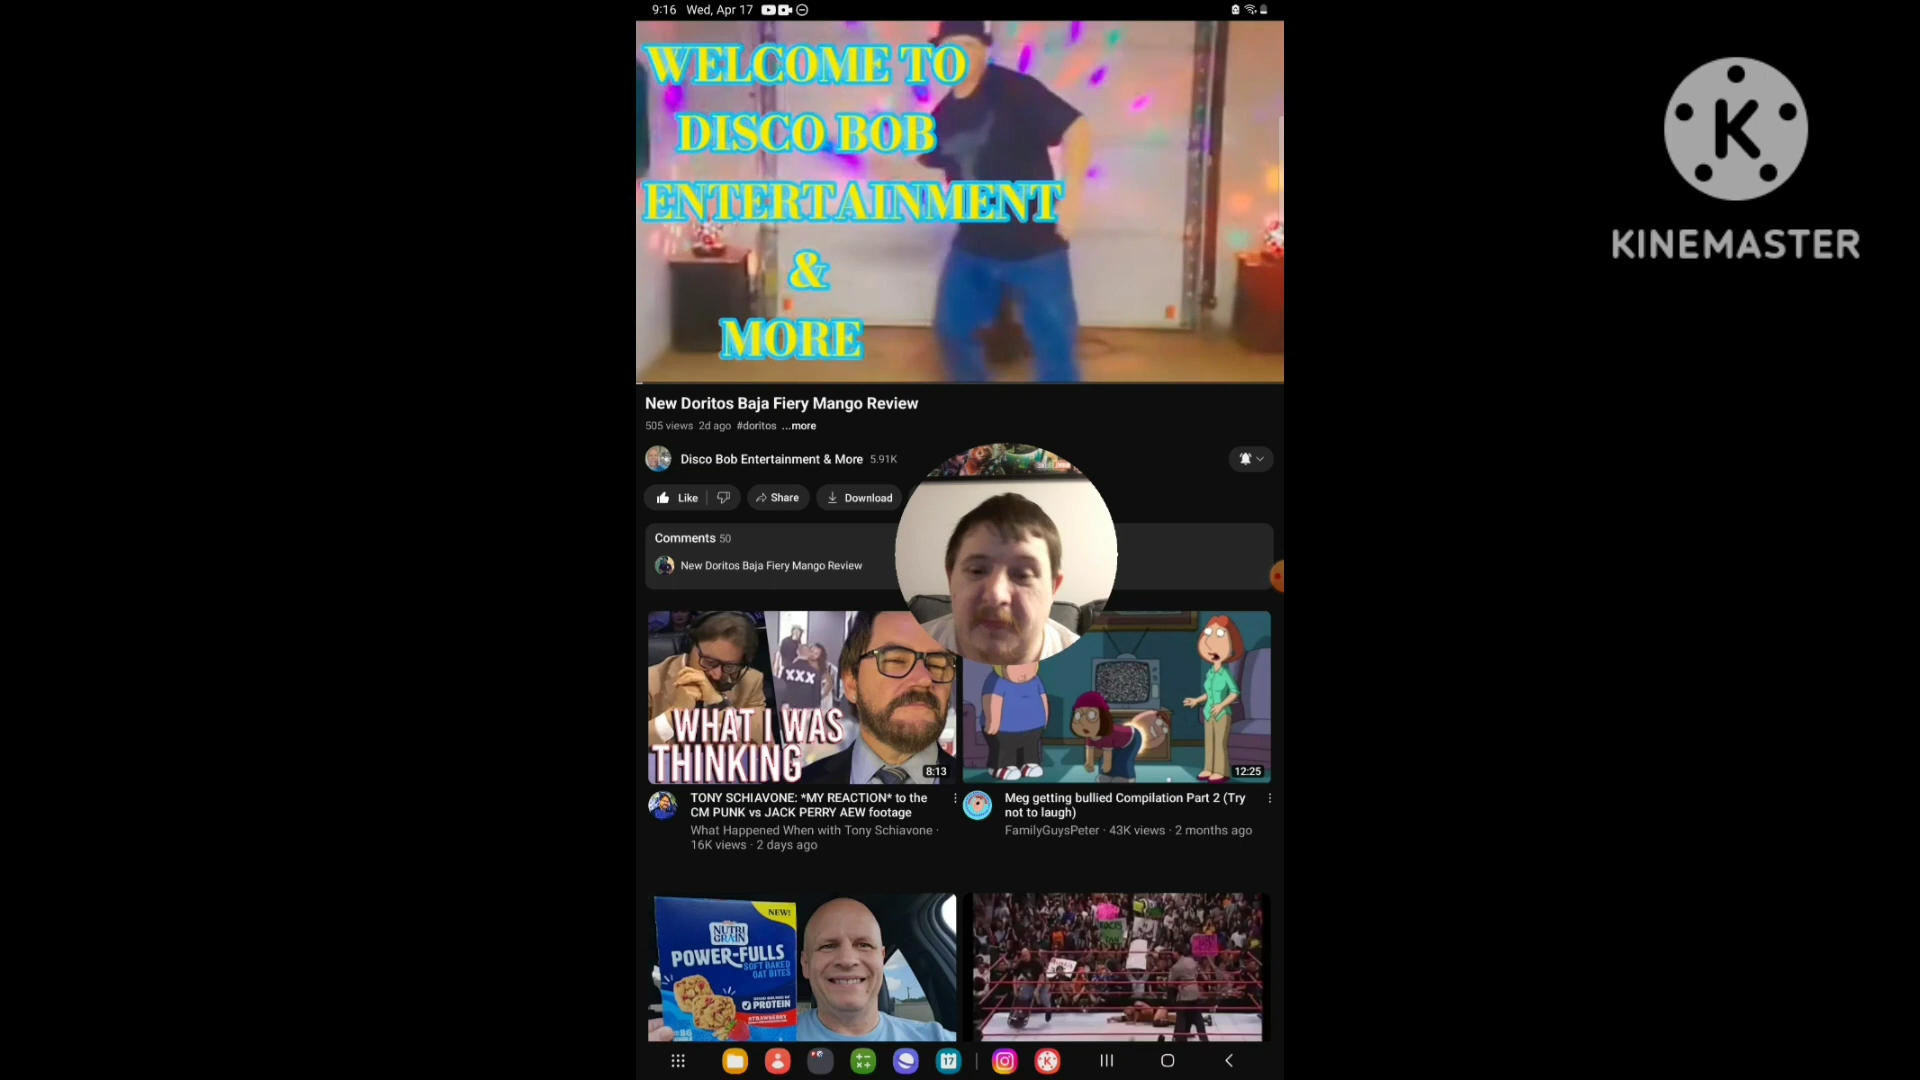 9:16 Wed, Apr 17
WELCOME TO
DISCO BOB
ENTERTAINMENT
&
MORE
KINEMASTER
New Doritos Baja Fiery Mango Review
505 views 2d ago #doritos ...more
Disco Bob Entertainment & More 5.91K
Like Share Download
Comments 50
New Doritos Baja Fiery Mango Review
XXX
WHAT I WAS
THINKING
8:13
12:25
TONY SCHIAVONE: *MY REACTION* to the
CM PUNK vs JACK PERRY AEW footage
What Happened When with Tony Schiavone ·
16K views · 2 days ago
Meg getting bullied Compilation Part 2 (Try
not to laugh)
FamilyGuysPeter · 43K views · 2 months ago
NEW!
NUTRI
GRAIN
POWER-FULLS
SOFT BAKED
OAT BITES
PROTEIN
STRAWBERRY
17